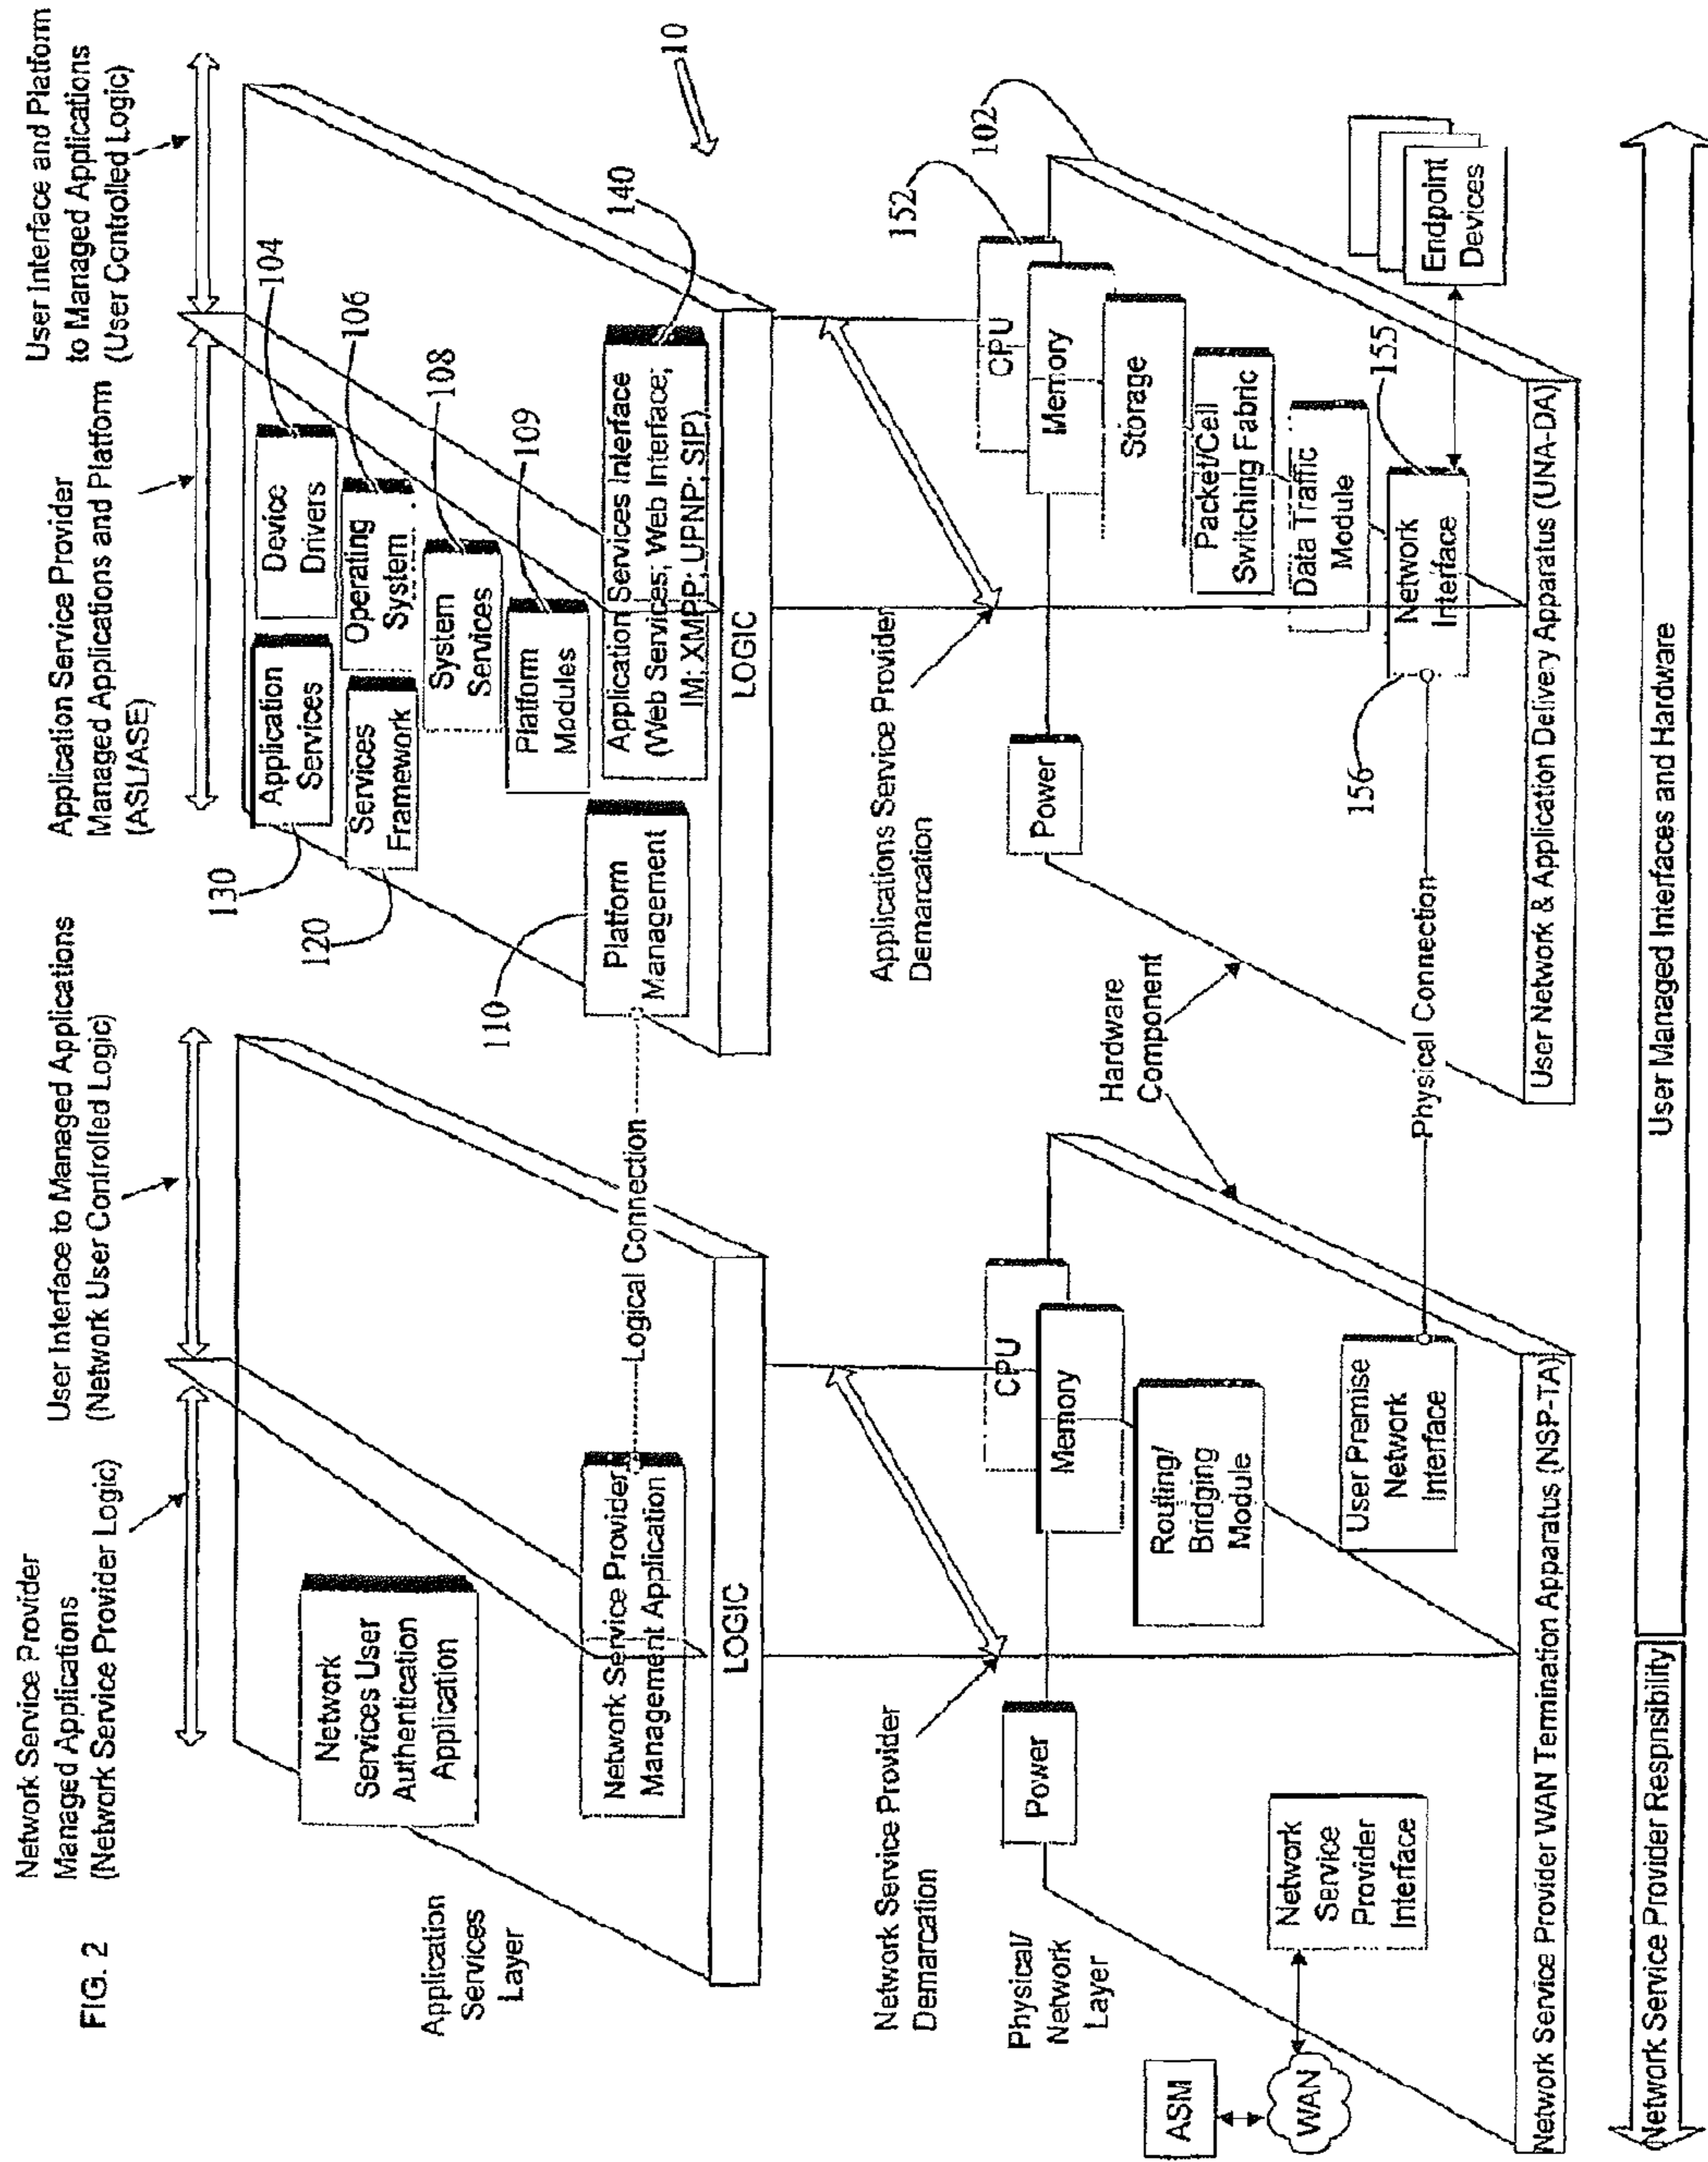 FIG. 2
Network Service Provider
Managed Applications
(Network Service Provider Logic)
User Interface to Managed Applications
(Network User Controlled Logic)
Application Service Provider
Managed Applications and Platform
(ASL/ASE)
User Interface and Platform
to Managed Applications
(User Controlled Logic)
Application
Services
Layer
Network
Services User
Authentication
Application
Network Service Provider
Management Application
LOGIC
Logical Connection
130
120
110
Application
Services
Services
Framework
Platform
Management
Device
Drivers
Operating
System
System
Services
Platform
Modules
Application Services Interface
(Web Services; Web Interface;
IM; XMPP; UPNP; SIP)
LOGIC
104
106
108
109
140
10
Network Service Provider
Demarcation
Applications Service Provider
Demarcation
Physical/
Network
Layer
ASM
WAN
Network
Service
Provider
Interface
Power
CPU
Memory
Routing/
Bridging
Module
User Premise
Network
Interface
Network Service Provider WAN Termination Apparatus (NSP-TA)
Hardware
Component
Physical Connection
Power
CPU
Memory
Storage
Packet/Cell
Switching Fabric
Data Traffic
Module
Network
Interface
152
102
155
156
Endpoint
Devices
User Network & Application Delivery Apparatus (UNA-DA)
Network Service Provider Respnsibility
User Managed Interfaces and Hardware